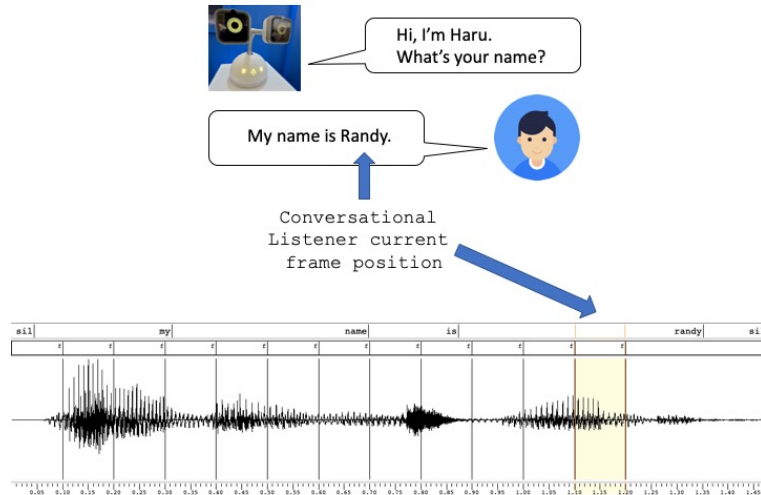 Hi, I'm Haru.
What's your name?
My name is Randy.
Conversational
Listener current
frame position
sil my name is randy si
f f f f f f f f f f f f
0.05 0.10 0.15 0.20 0.25 0.30 0.35 0.40 0.45 0.50 0.55 0.60 0.65 0.70 0.75 0.80 0.85 0.90 0.95 1.00 1.05 1.10 1.15 1.20 1.25 1.30 1.35 1.40 1.45